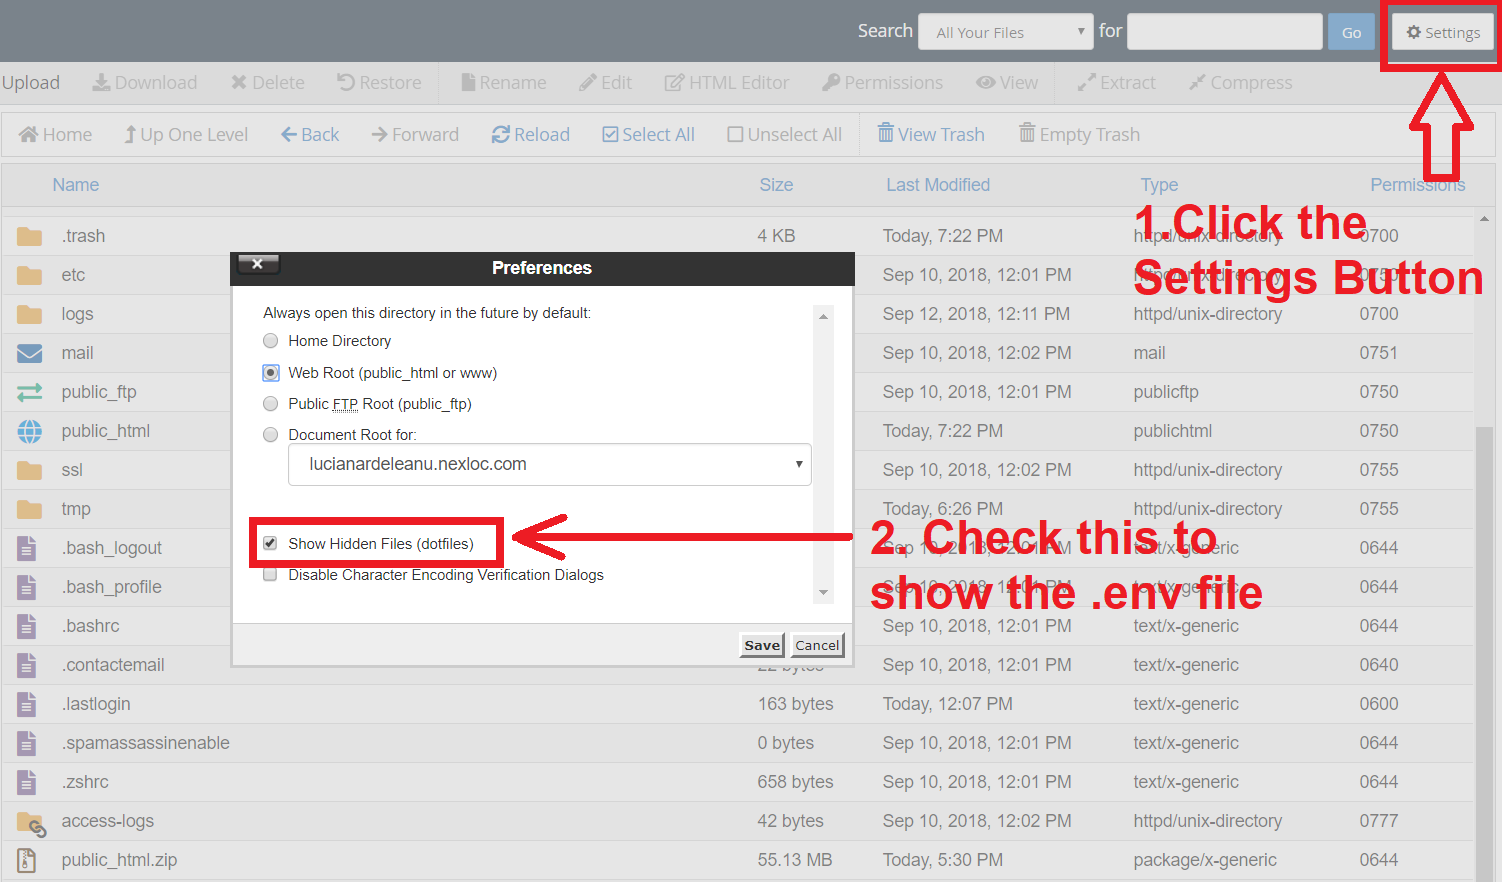 Search All Your Files for Go Settings
Upload Download Delete Restore Rename Edit HTML Editor Permissions View Extract Compress
Home Up One Level Back Forward Reload Select All Unselect All View Trash Empty Trash
Name Size Last Modified Type Permissions
.trash 4 KB Today, 7:22 PM httpd/unix-directory 0700
etc Sep 10, 2018, 12:01 PM httpd/unix-directory 0750
logs Sep 12, 2018, 12:11 PM httpd/unix-directory 0700
mail Sep 10, 2018, 12:02 PM mail 0751
public_ftp Sep 10, 2018, 12:01 PM publicftp 0750
public_html Today, 7:22 PM publichtml 0750
ssl Sep 10, 2018, 12:02 PM httpd/unix-directory 0755
tmp Today, 6:26 PM httpd/unix-directory 0755
.bash_logout Sep 10, 2018, 12:01 PM text/x-generic 0644
.bash_profile Sep 10, 2018, 12:01 PM text/x-generic 0644
.bashrc Sep 10, 2018, 12:01 PM text/x-generic 0644
.contactemail 22 bytes Sep 10, 2018, 12:01 PM text/x-generic 0640
.lastlogin 163 bytes Today, 12:07 PM text/x-generic 0600
.spamassassinenable 0 bytes Sep 10, 2018, 12:01 PM text/x-generic 0644
.zshrc 658 bytes Sep 10, 2018, 12:01 PM text/x-generic 0644
access-logs 42 bytes Sep 10, 2018, 12:02 PM httpd/unix-directory 0777
public_html.zip 55.13 MB Today, 5:30 PM package/x-generic 0644
Preferences
Always open this directory in the future by default:
Home Directory
Web Root (public_html or www)
Public FTP Root (public_ftp)
Document Root for:
lucianardeleanu.nexloc.com
Show Hidden Files (dotfiles)
Disable Character Encoding Verification Dialogs
Save Cancel
1.Click the
Settings Button
2. Check this to
show the .env file